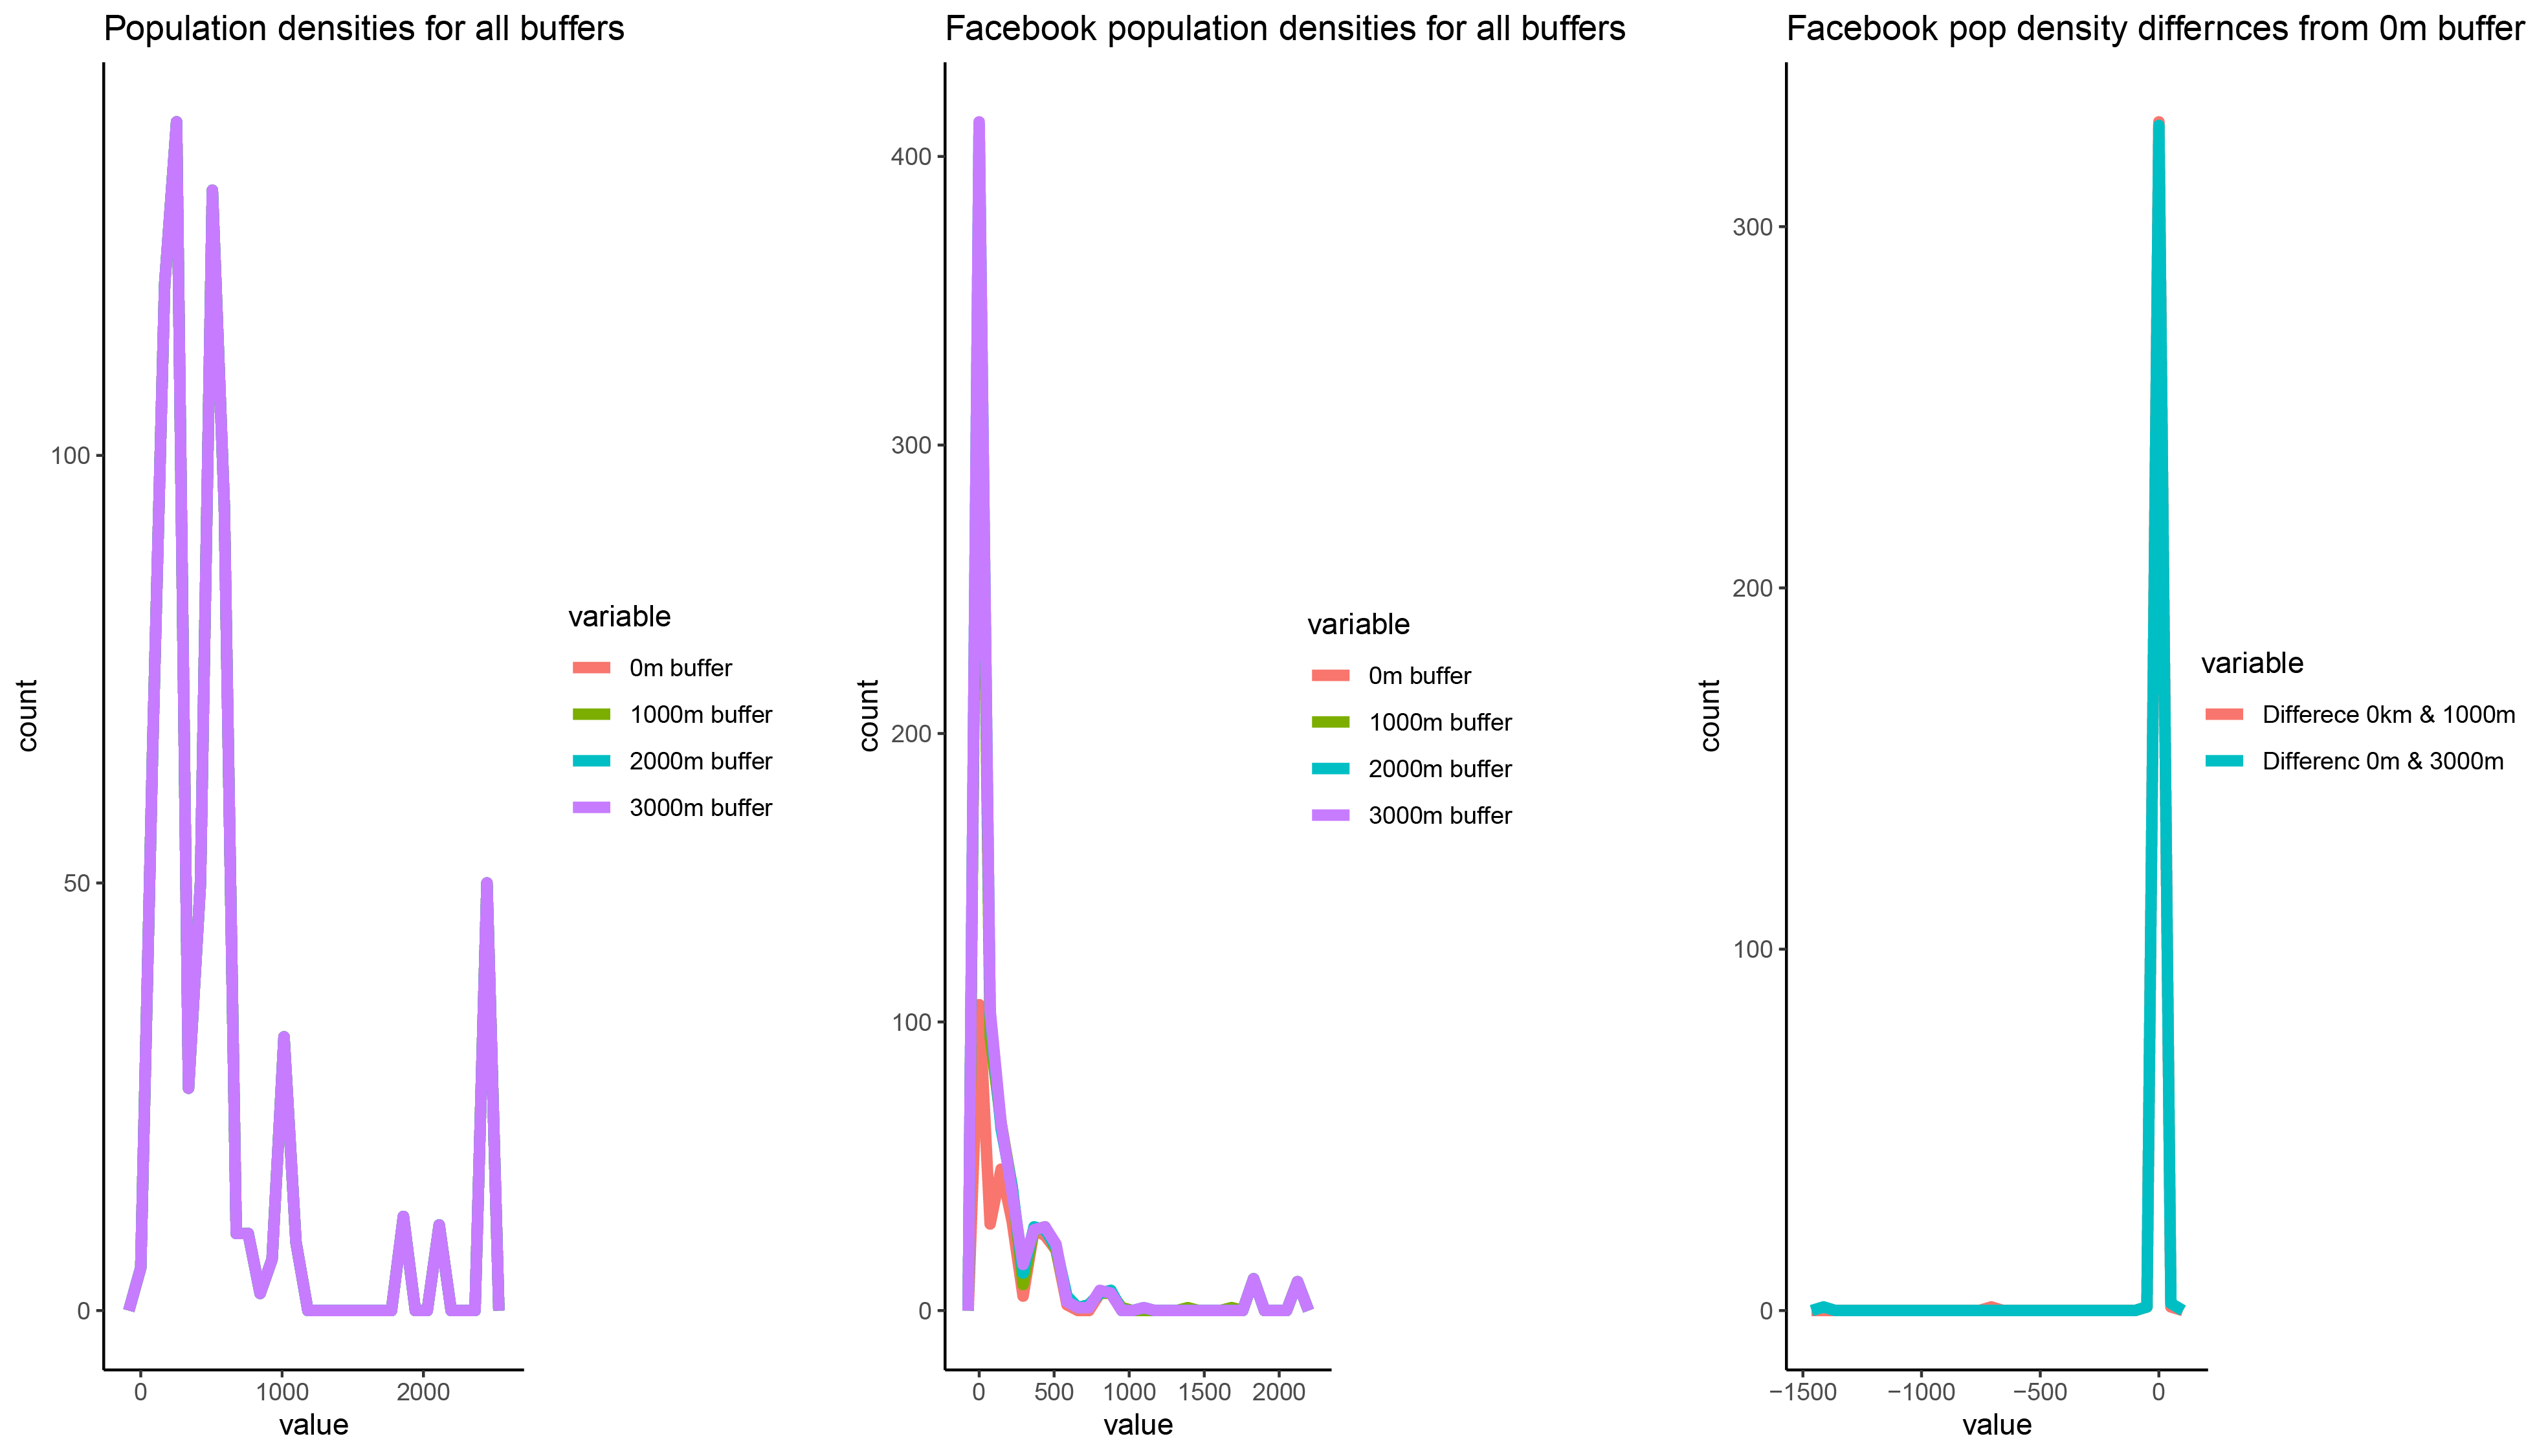 Population densities for all buffers
count
100
50
0
0 1000 2000
value
variable
0m buffer
1000m buffer
2000m buffer
3000m buffer
Facebook population densities for all buffers
count
400
300
200
100
0
0 500 1000 1500 2000
value
variable
0m buffer
1000m buffer
2000m buffer
3000m buffer
Facebook pop density differnces from 0m buffer
count
300
200
100
0
−1500 −1000 −500 0
value
variable
Differece 0km & 1000m
Differenc 0m & 3000m